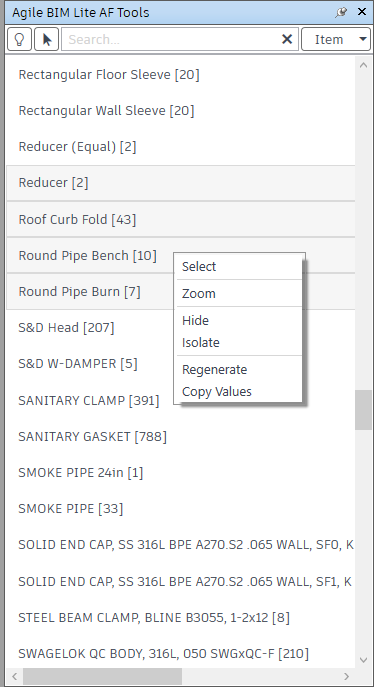 Agile BIM Lite AF Tools
Search...
Item
Rectangular Floor Sleeve [20]
Rectangular Wall Sleeve [20]
Reducer (Equal) [2]
Reducer [2]
Roof Curb Fold [43]
Round Pipe Bench [10]
Round Pipe Burn [7]
Select
Zoom
Hide
Isolate
Regenerate
Copy Values
S&D Head [207]
S&D W-DAMPER [5]
SANITARY CLAMP [391]
SANITARY GASKET [788]
SMOKE PIPE 24in [1]
SMOKE PIPE [33]
SOLID END CAP, SS 316L BPE A270.S2 .065 WALL, SF0, K
SOLID END CAP, SS 316L BPE A270.S2 .065 WALL, SF1, K
STEEL BEAM CLAMP, BLINE B3055, 1-2x12 [8]
SWAGELOK QC BODY, 316L, 050 SWGxQC-F [210]